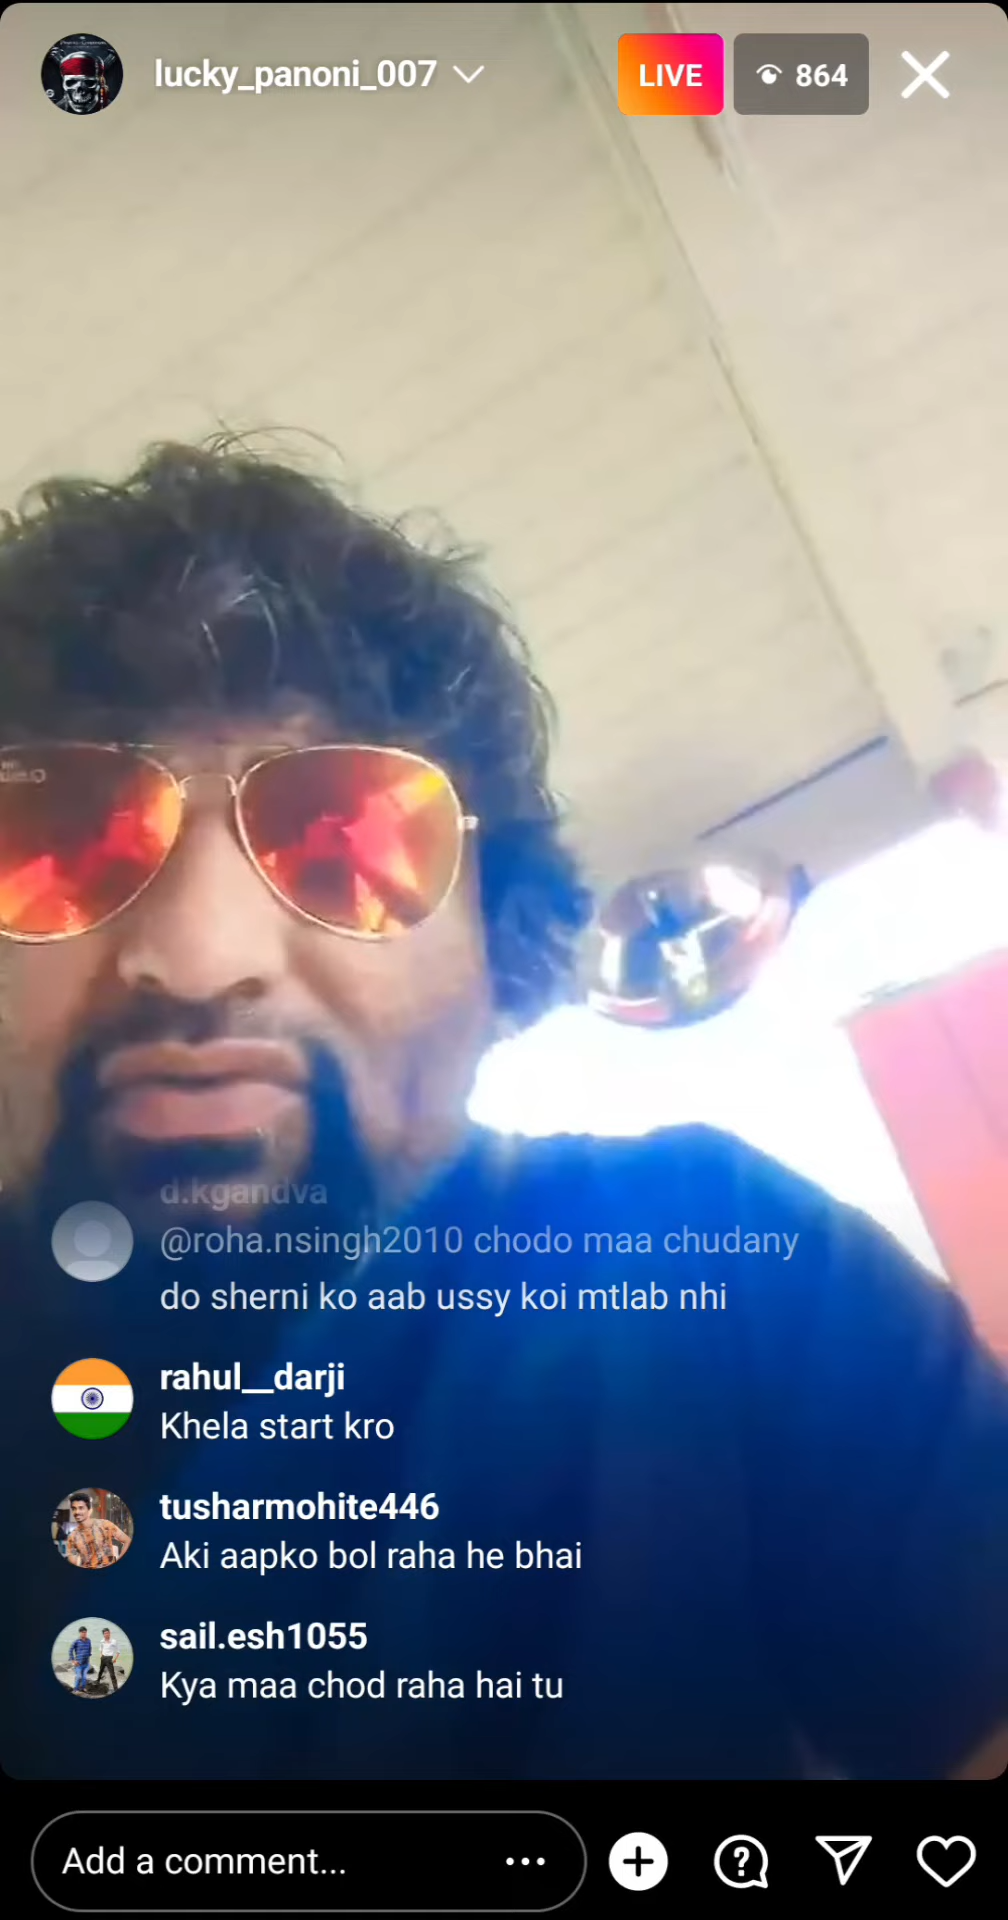 lucky_panoni_007
LIVE
864
d.kgandva
@roha.nsingh2010 chodo maa chudany
do sherni ko aab ussy koi mtlab nhi
rahul__darji
Khela start kro
tusharmohite446
Aki aapko bol raha he bhai
sail.esh1055
Kya maa chod raha hai tu
Add a comment...